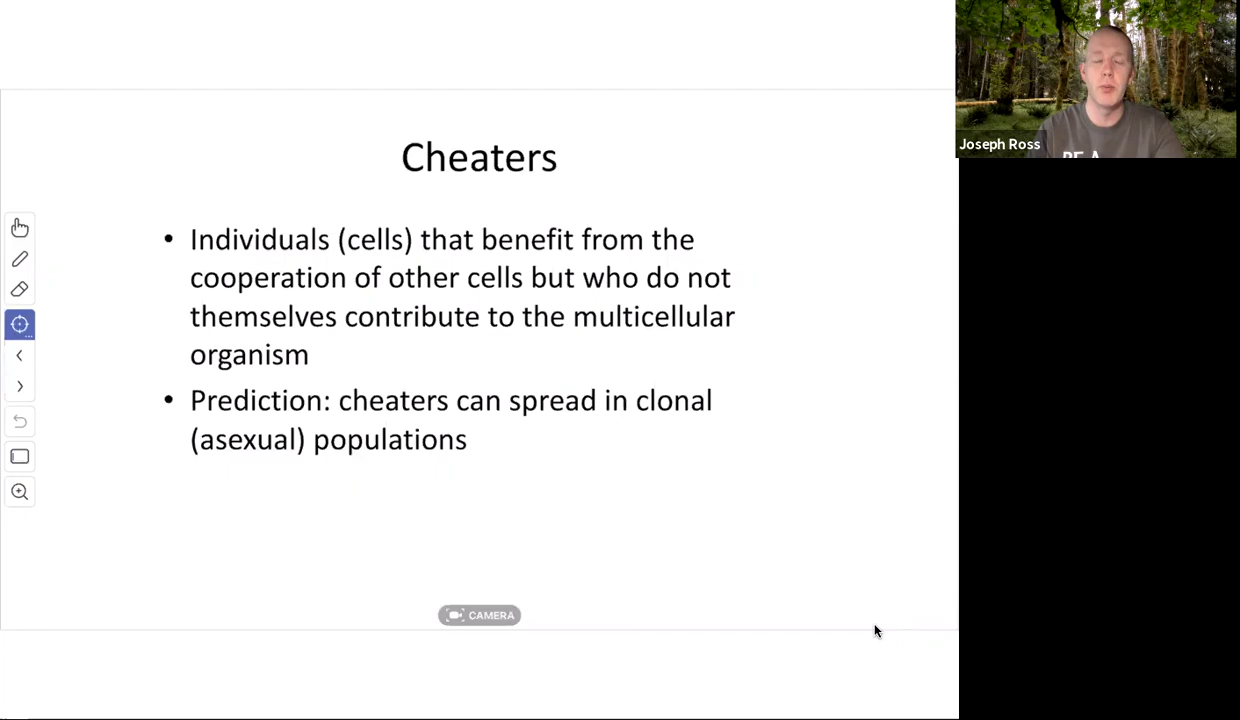 Cheaters
• Individuals (cells) that benefit from the
cooperation of other cells but who do not
themselves contribute to the multicellular
organism
• Prediction: cheaters can spread in clonal
(asexual) populations
CAMERA
Joseph Ross
BE A